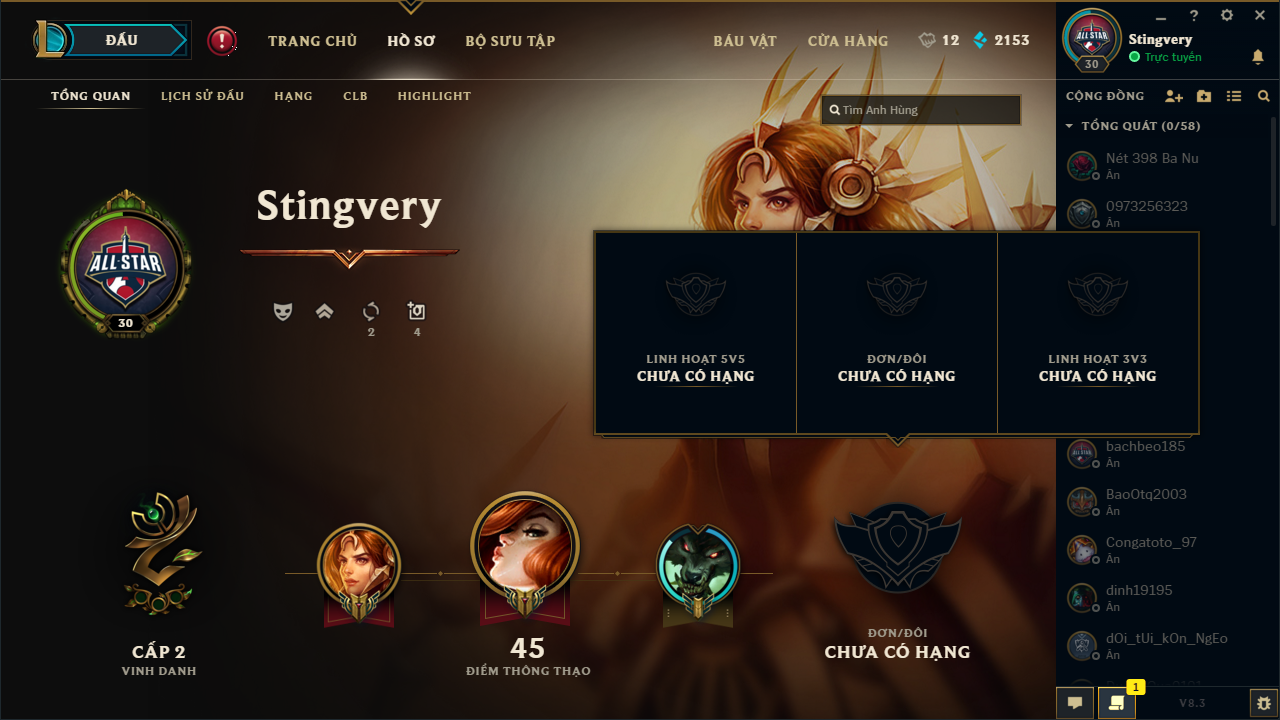 ĐẤU
TRANG CHỦ
HỒ SƠ
BỘ SƯU TẬP
BÁU VẬT
CỬA HÀNG
12
2153
ALL★STAR
30
Stingvery
Trực tuyến
TỔNG QUAN
LỊCH SỬ ĐẤU
HẠNG
CLB
HIGHLIGHT
Tìm Anh Hùng
CỘNG ĐỒNG
TỔNG QUÁT (0/58)
Nét 398 Ba Nu
Ẩn
0973256323
Ẩn
Stingvery
ALL★STAR
30
2
4
LINH HOẠT 5V5
CHƯA CÓ HẠNG
ĐƠN/ĐÔI
CHƯA CÓ HẠNG
LINH HOẠT 3V3
CHƯA CÓ HẠNG
bachbeo185
Ẩn
BaoOtq2003
Ẩn
Congatoto_97
Ẩn
dinh19195
Ẩn
dOi_tUi_kOn_NgEo
Ẩn
CẤP 2
VINH DANH
45
ĐIỂM THÔNG THẠO
ĐƠN/ĐÔI
CHƯA CÓ HẠNG
1
V8.3